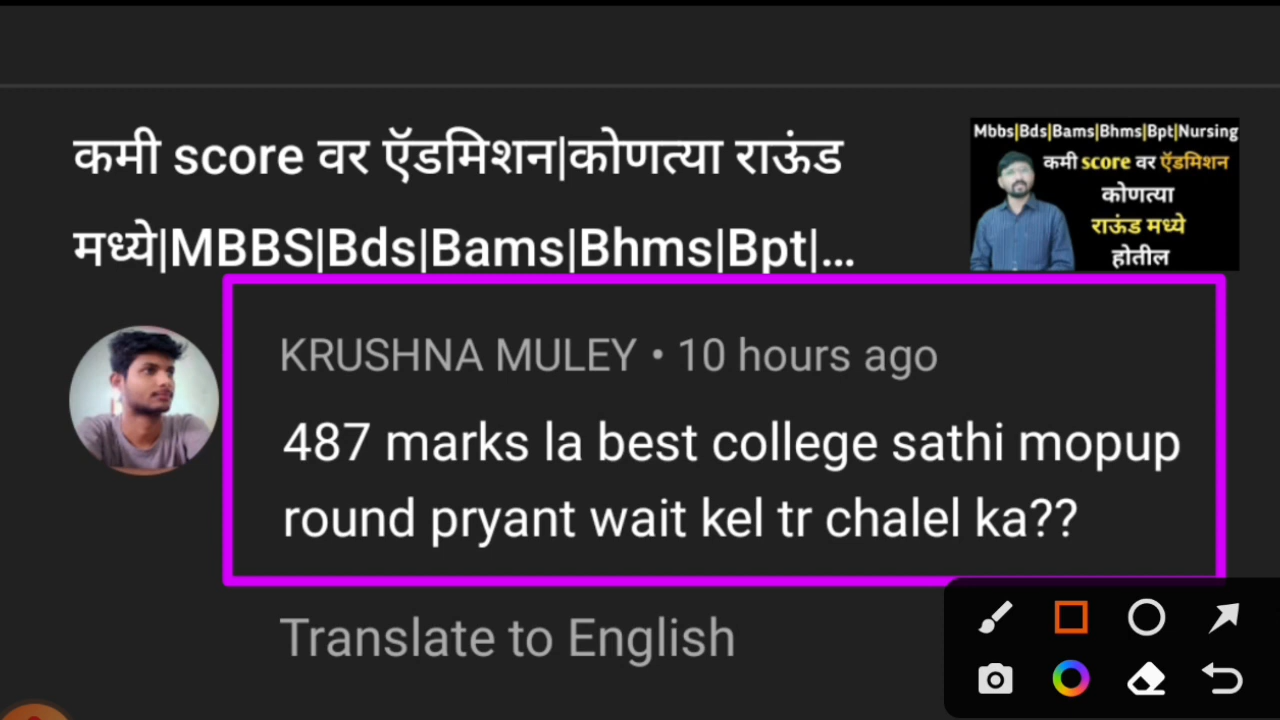 कमी score वर ऍडमिशन|कोणत्या राऊंड
मध्ये|MBBS|Bds|Bams|Bhms|Bpt|...
Mbbs|Bds|Bams|Bhms|Bpt|Nursing
कमी score वर ऍडमिशन
कोणत्या
राऊंड मध्ये
होतील
KRUSHNA MULEY • 10 hours ago
487 marks la best college sathi mopup
round pryant wait kel tr chalel ka??
Translate to English